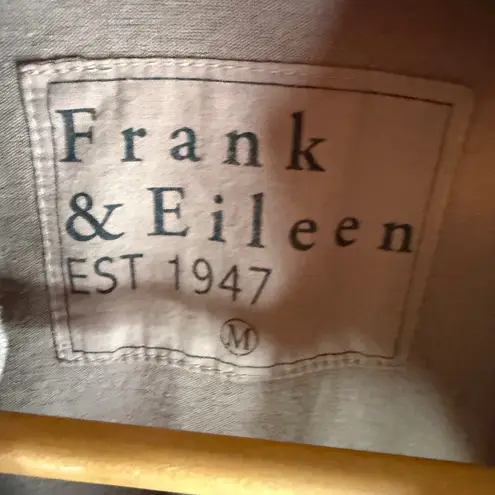 Frank
& Eileen
EST 1947
M